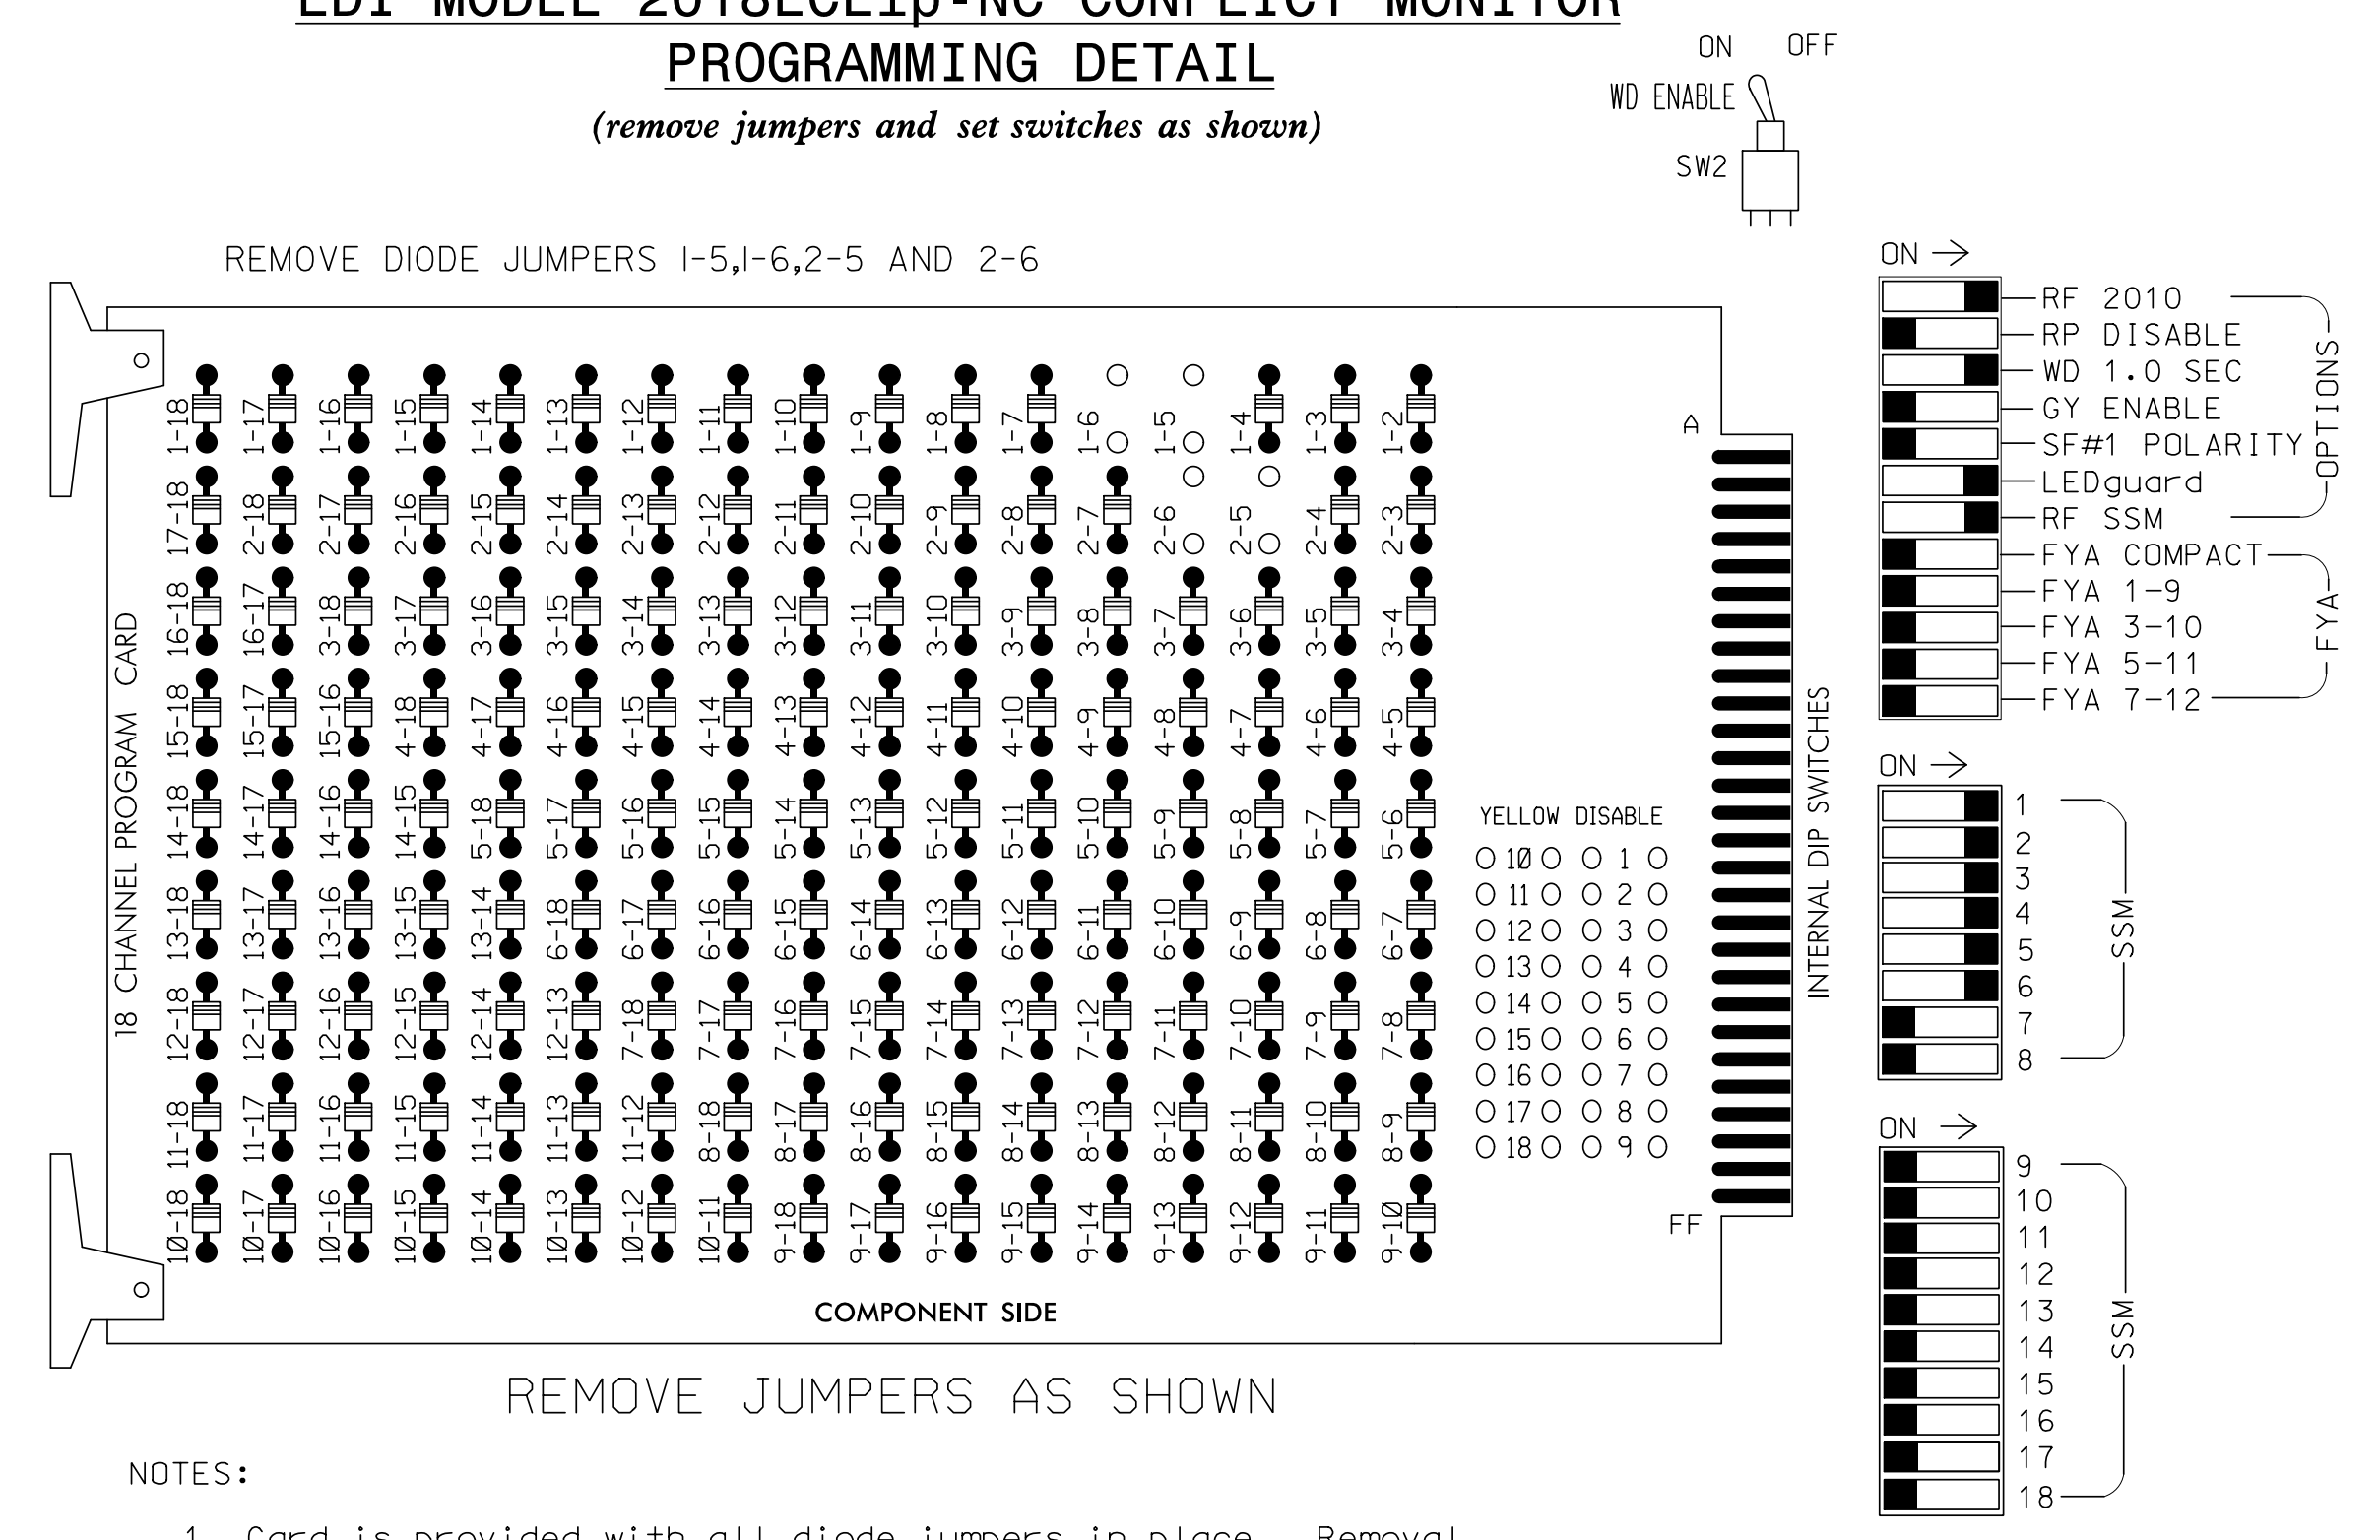 EDI MODEL 2018ECLip-NC CONFLICT MONITOR
PROGRAMMING DETAIL
(remove jumpers and set switches as shown)
ON OFF
WD ENABLE
SW2
REMOVE DIODE JUMPERS 1-5,1-6,2-5 AND 2-6
18 CHANNEL PROGRAM CARD
1-18 1-17 1-16 1-15 1-14 1-13 1-12 1-11 1-10 1-9 1-8 1-7 1-6 1-5 1-4 1-3 1-2
17-18 2-18 2-17 2-16 2-15 2-14 2-13 2-12 2-11 2-10 2-9 2-8 2-7 2-6 2-5 2-4 2-3
16-18 16-17 3-18 3-17 3-16 3-15 3-14 3-13 3-12 3-11 3-10 3-9 3-8 3-7 3-6 3-5 3-4
15-18 15-17 15-16 4-18 4-17 4-16 4-15 4-14 4-13 4-12 4-11 4-10 4-9 4-8 4-7 4-6 4-5
14-18 14-17 14-16 14-15 5-18 5-17 5-16 5-15 5-14 5-13 5-12 5-11 5-10 5-9 5-8 5-7 5-6
13-18 13-17 13-16 13-15 13-14 6-18 6-17 6-16 6-15 6-14 6-13 6-12 6-11 6-10 6-9 6-8 6-7
12-18 12-17 12-16 12-15 12-14 12-13 7-18 7-17 7-16 7-15 7-14 7-13 7-12 7-11 7-10 7-9 7-8
11-18 11-17 11-16 11-15 11-14 11-13 11-12 8-18 8-17 8-16 8-15 8-14 8-13 8-12 8-11 8-10 8-9
10-18 10-17 10-16 10-15 10-14 10-13 10-12 10-11 9-18 9-17 9-16 9-15 9-14 9-13 9-12 9-11 9-10
YELLOW DISABLE
10 1
11 2
12 3
13 4
14 5
15 6
16 7
17 8
18 9
A
FF
COMPONENT SIDE
REMOVE JUMPERS AS SHOWN
INTERNAL DIP SWITCHES
ON
RF 2010
RP DISABLE
WD 1.0 SEC
GY ENABLE
SF#1 POLARITY
LEDguard
RF SSM
OPTIONS
FYA COMPACT
FYA 1-9
FYA 3-10
FYA 5-11
FYA 7-12
FYA
ON
1
2
3
4
5
6
7
8
SSM
ON
9
10
11
12
13
14
15
16
17
18
SSM
NOTES:
1. Card is provided with all diode jumpers in place. Removal